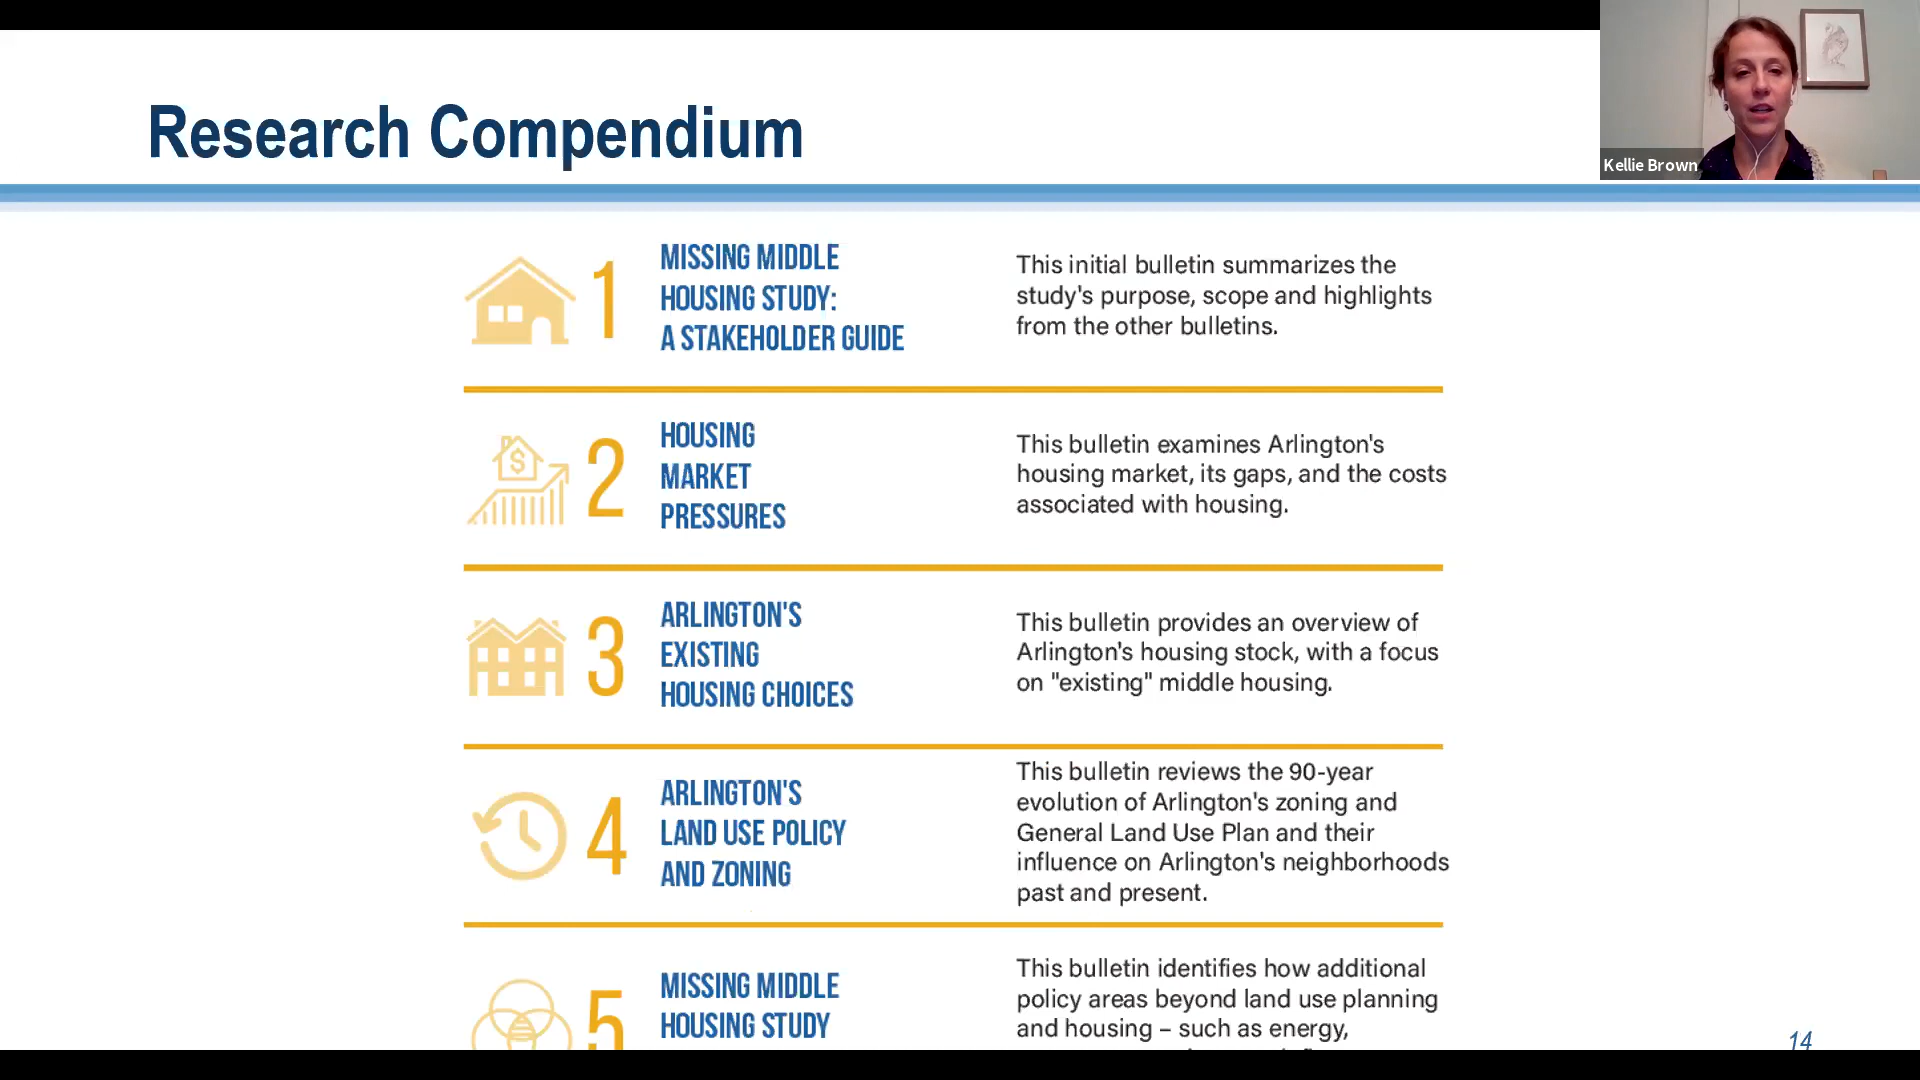 Research Compendium
Kellie Brown
1
MISSING MIDDLE
HOUSING STUDY:
A STAKEHOLDER GUIDE
This initial bulletin summarizes the
study's purpose, scope and highlights
from the other bulletins.
$
2
HOUSING
MARKET
PRESSURES
This bulletin examines Arlington's
housing market, its gaps, and the costs
associated with housing.
3
ARLINGTON'S
EXISTING
HOUSING CHOICES
This bulletin provides an overview of
Arlington's housing stock, with a focus
on "existing" middle housing.
4
ARLINGTON'S
LAND USE POLICY
AND ZONING
This bulletin reviews the 90-year
evolution of Arlington's zoning and
General Land Use Plan and their
influence on Arlington's neighborhoods
past and present.
5
MISSING MIDDLE
HOUSING STUDY
This bulletin identifies how additional
policy areas beyond land use planning
and housing – such as energy,
14